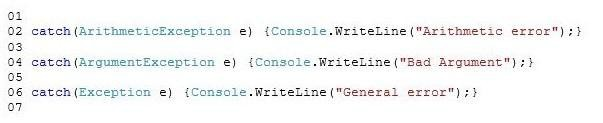 01
02 catch(ArithmeticException e) {Console.WriteLine("Arithmetic error");}
03
04 catch(ArgumentException e) {Console.WriteLine("Bad Argument");}
05
06 catch(Exception e) {Console.WriteLine("General error");}
07